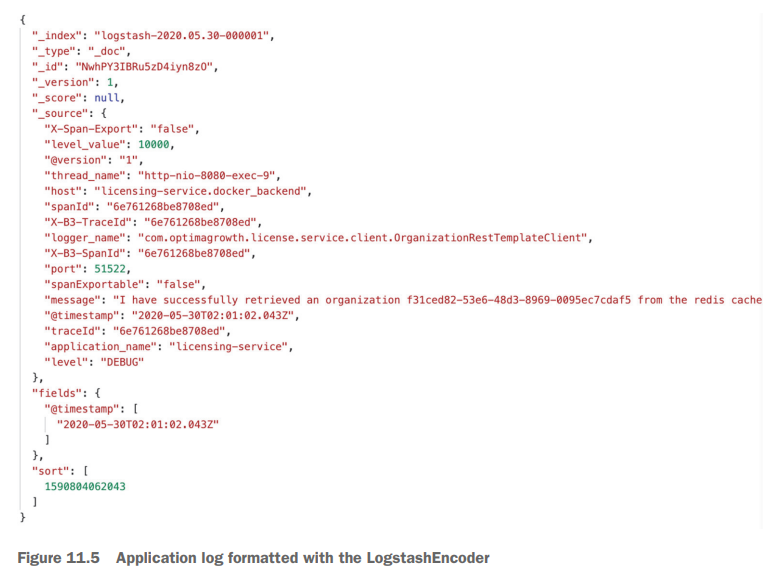 {
"_index": "logstash-2020.05.30-000001",
"_type": "_doc",
"_id": "NwhPY3IBRu5zD4iyn8zO",
"_version": 1,
"_score": null,
"_source": {
"X-Span-Export": "false",
"level_value": 10000,
"@version": "1",
"thread_name": "http-nio-8080-exec-9",
"host": "licensing-service.docker_backend",
"spanId": "6e761268be8708ed",
"X-B3-TraceId": "6e761268be8708ed",
"logger_name": "com.optimagrowth.license.service.client.OrganizationRestTemplateClient",
"X-B3-SpanId": "6e761268be8708ed",
"port": 51522,
"spanExportable": "false",
"message": "I have successfully retrieved an organization f31ced82-53e6-48d3-8969-0095ec7cdaf5 from the redis cache
"@timestamp": "2020-05-30T02:01:02.043Z",
"traceId": "6e761268be8708ed",
"application_name": "licensing-service",
"level": "DEBUG"
},
"fields": {
"@timestamp": [
"2020-05-30T02:01:02.043Z"
]
},
"sort": [
1590804062043
]
}
Figure 11.5 Application log formatted with the LogstashEncoder